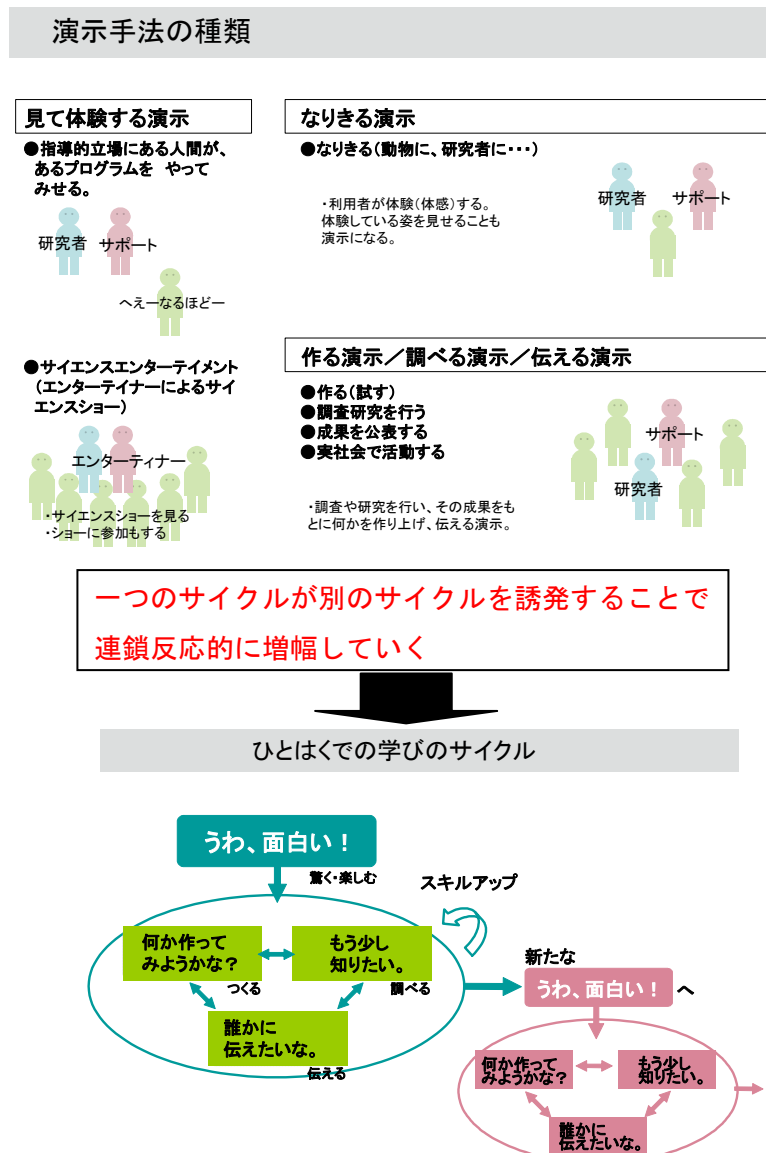 演示手法の種類
見て体験する演示
●指導的立場にある人間が、
あるプログラムを やって
みせる。
研究者 サポート
へえーなるほどー
●サイエンスエンターテイメント
(エンターテイナーによるサイ
エンスショー)
エンターティナー
・サイエンスショーを見る
・ショーに参加もする
なりきる演示
●なりきる(動物に、研究者に・・・)
・利用者が体験(体感)する。
体験している姿を見せることも
演示になる。
研究者 サポート
作る演示/調べる演示/伝える演示
●作る(試す)
●調査研究を行う
●成果を公表する
●実社会で活動する
・調査や研究を行い、その成果をも
とに何かを作り上げ、伝える演示。
サポート
研究者
一つのサイクルが別のサイクルを誘発することで
連鎖反応的に増幅していく
ひとはくでの学びのサイクル
うわ、面白い!
驚く・楽しむ
スキルアップ
何か作って
みようかな?
つくる
もう少し
知りたい。
調べる
誰かに
伝えたいな。
伝える
新たな
うわ、面白い! へ
何か作って
みようかな?
もう少し
知りたい。
誰かに
伝えたいな。